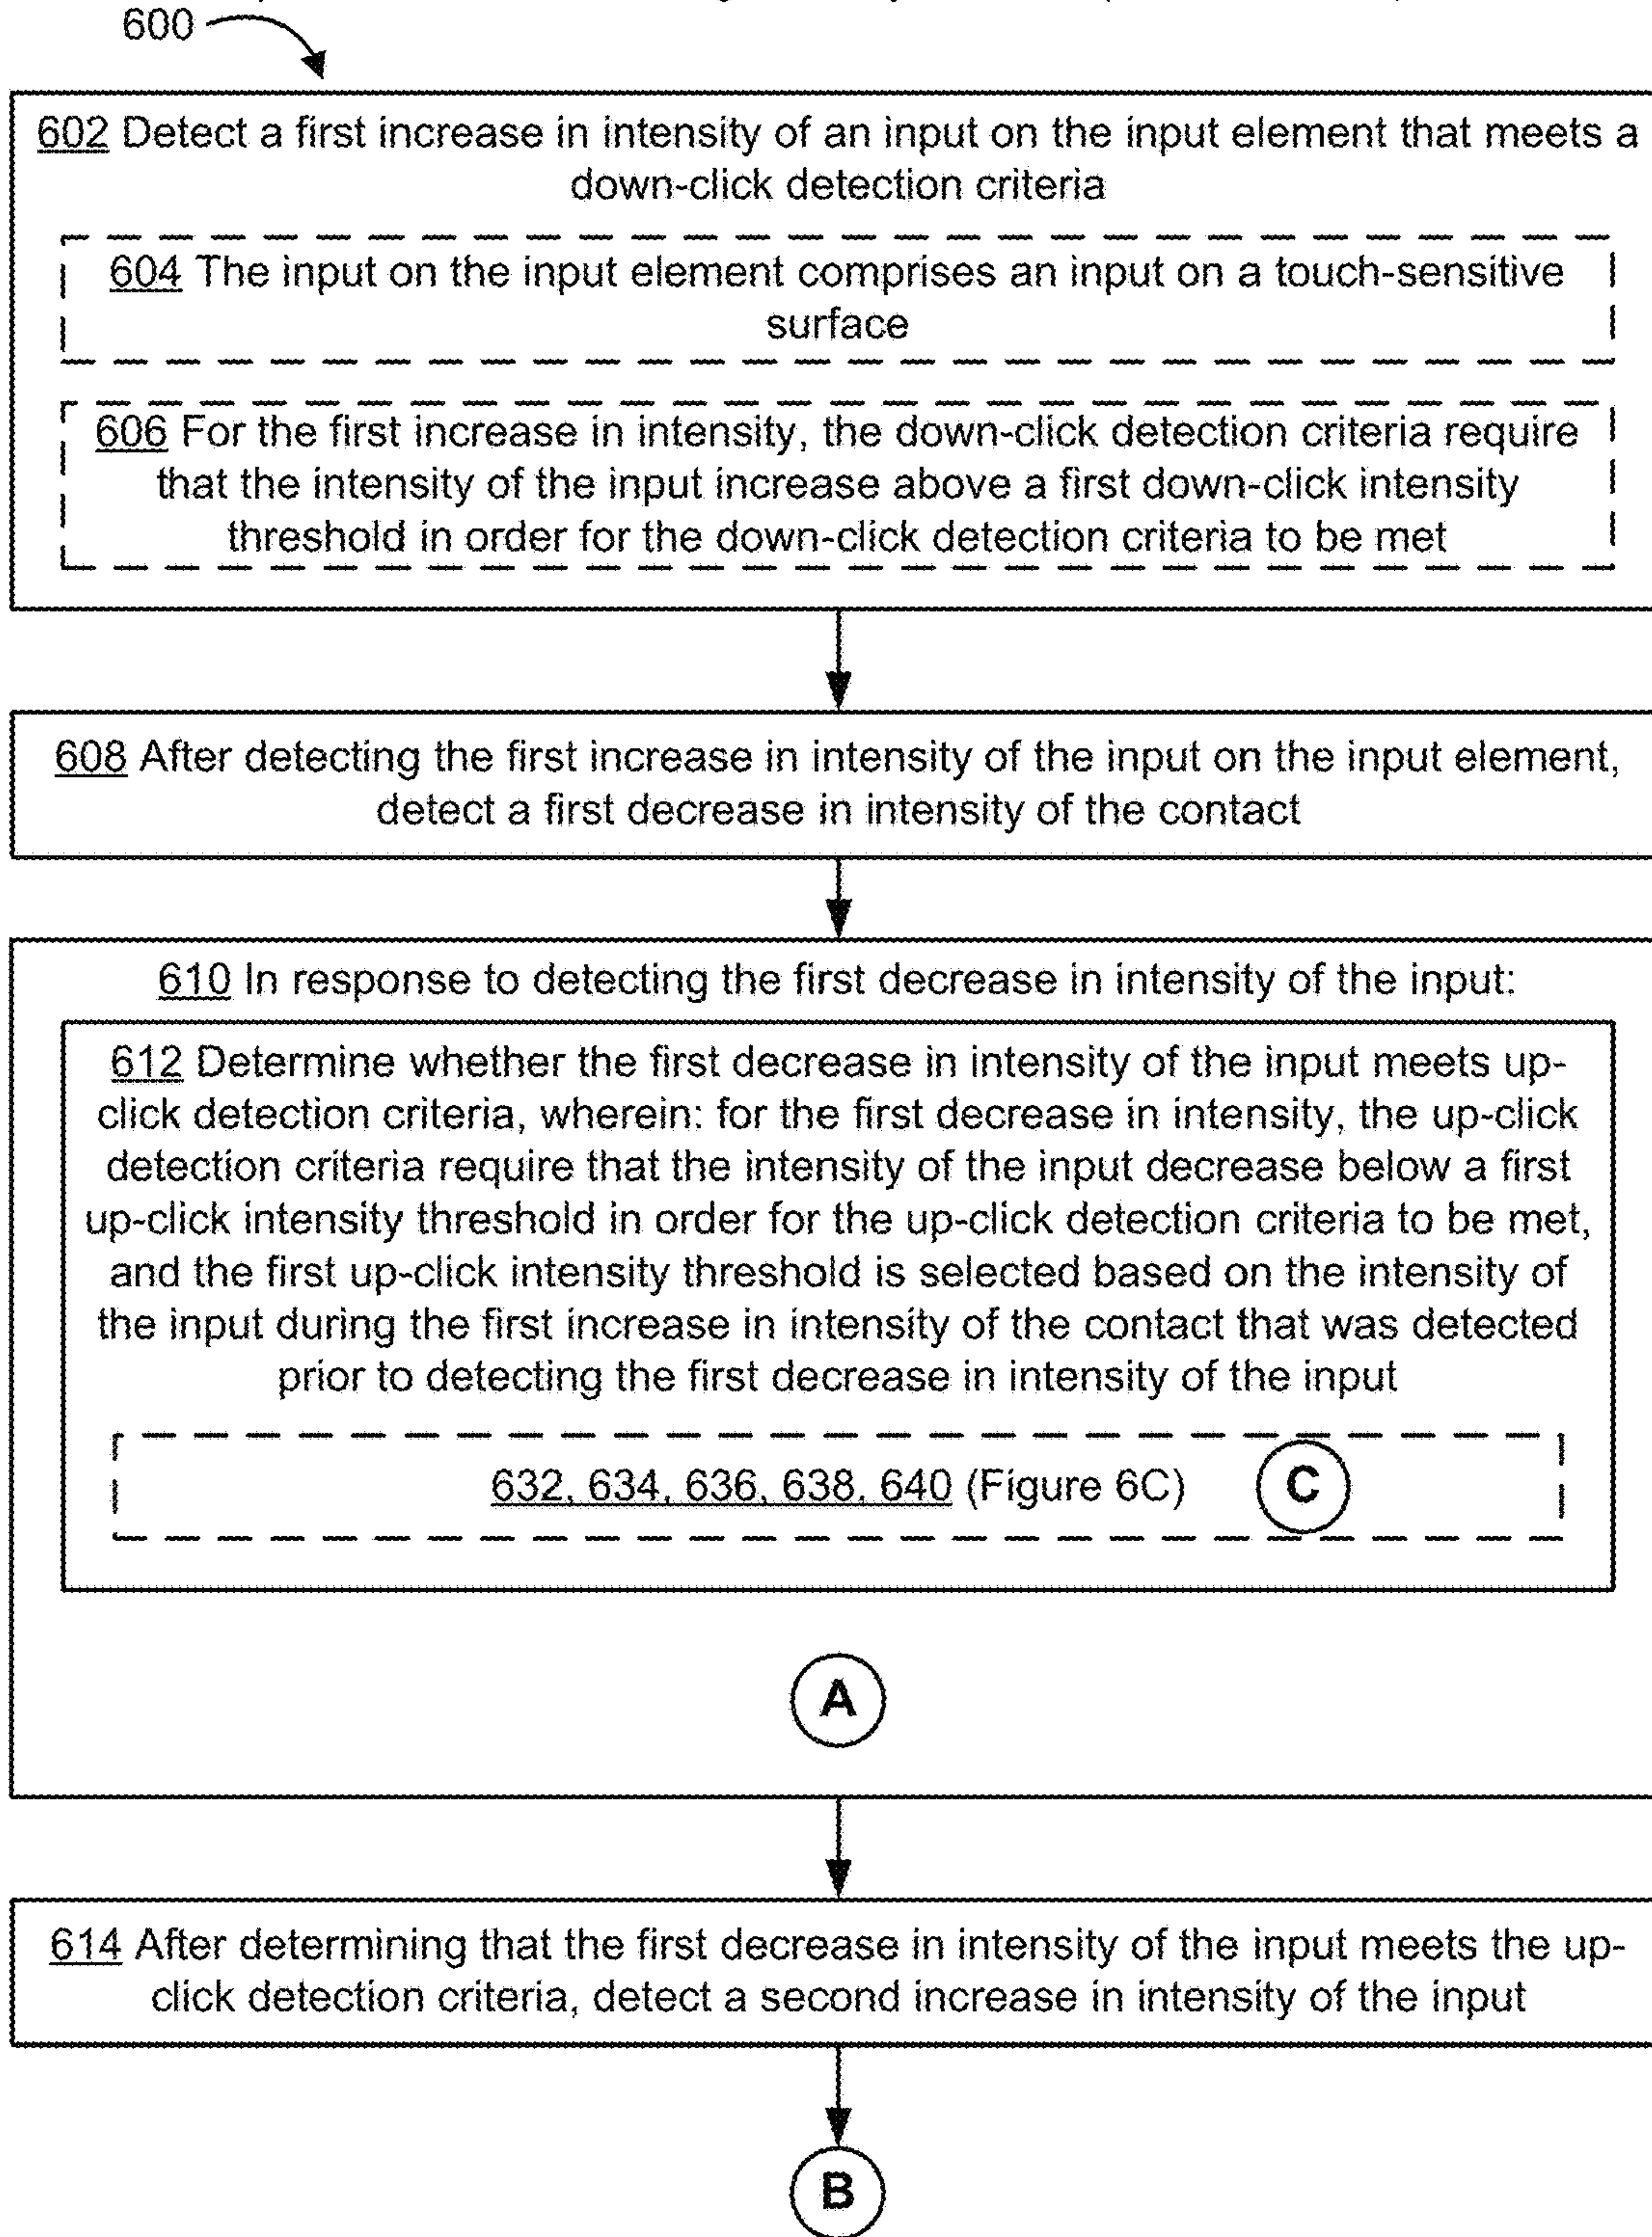 600
602 Detect a first increase in intensity of an input on the input element that meets a
down-click detection criteria
604 The input on the input element comprises an input on a touch-sensitive
surface
606 For the first increase in intensity, the down-click detection criteria require
that the intensity of the input increase above a first down-click intensity
threshold in order for the down-click detection criteria to be met
608 After detecting the first increase in intensity of the input on the input element,
detect a first decrease in intensity of the contact
610 In response to detecting the first decrease in intensity of the input:
612 Determine whether the first decrease in intensity of the input meets up-
click detection criteria, wherein: for the first decrease in intensity, the up-click
detection criteria require that the intensity of the input decrease below a first
up-click intensity threshold in order for the up-click detection criteria to be met,
and the first up-click intensity threshold is selected based on the intensity of
the input during the first increase in intensity of the contact that was detected
prior to detecting the first decrease in intensity of the input
632, 634, 636, 638, 640 (Figure 6C) C
A
614 After determining that the first decrease in intensity of the input meets the up-
click detection criteria, detect a second increase in intensity of the input
B